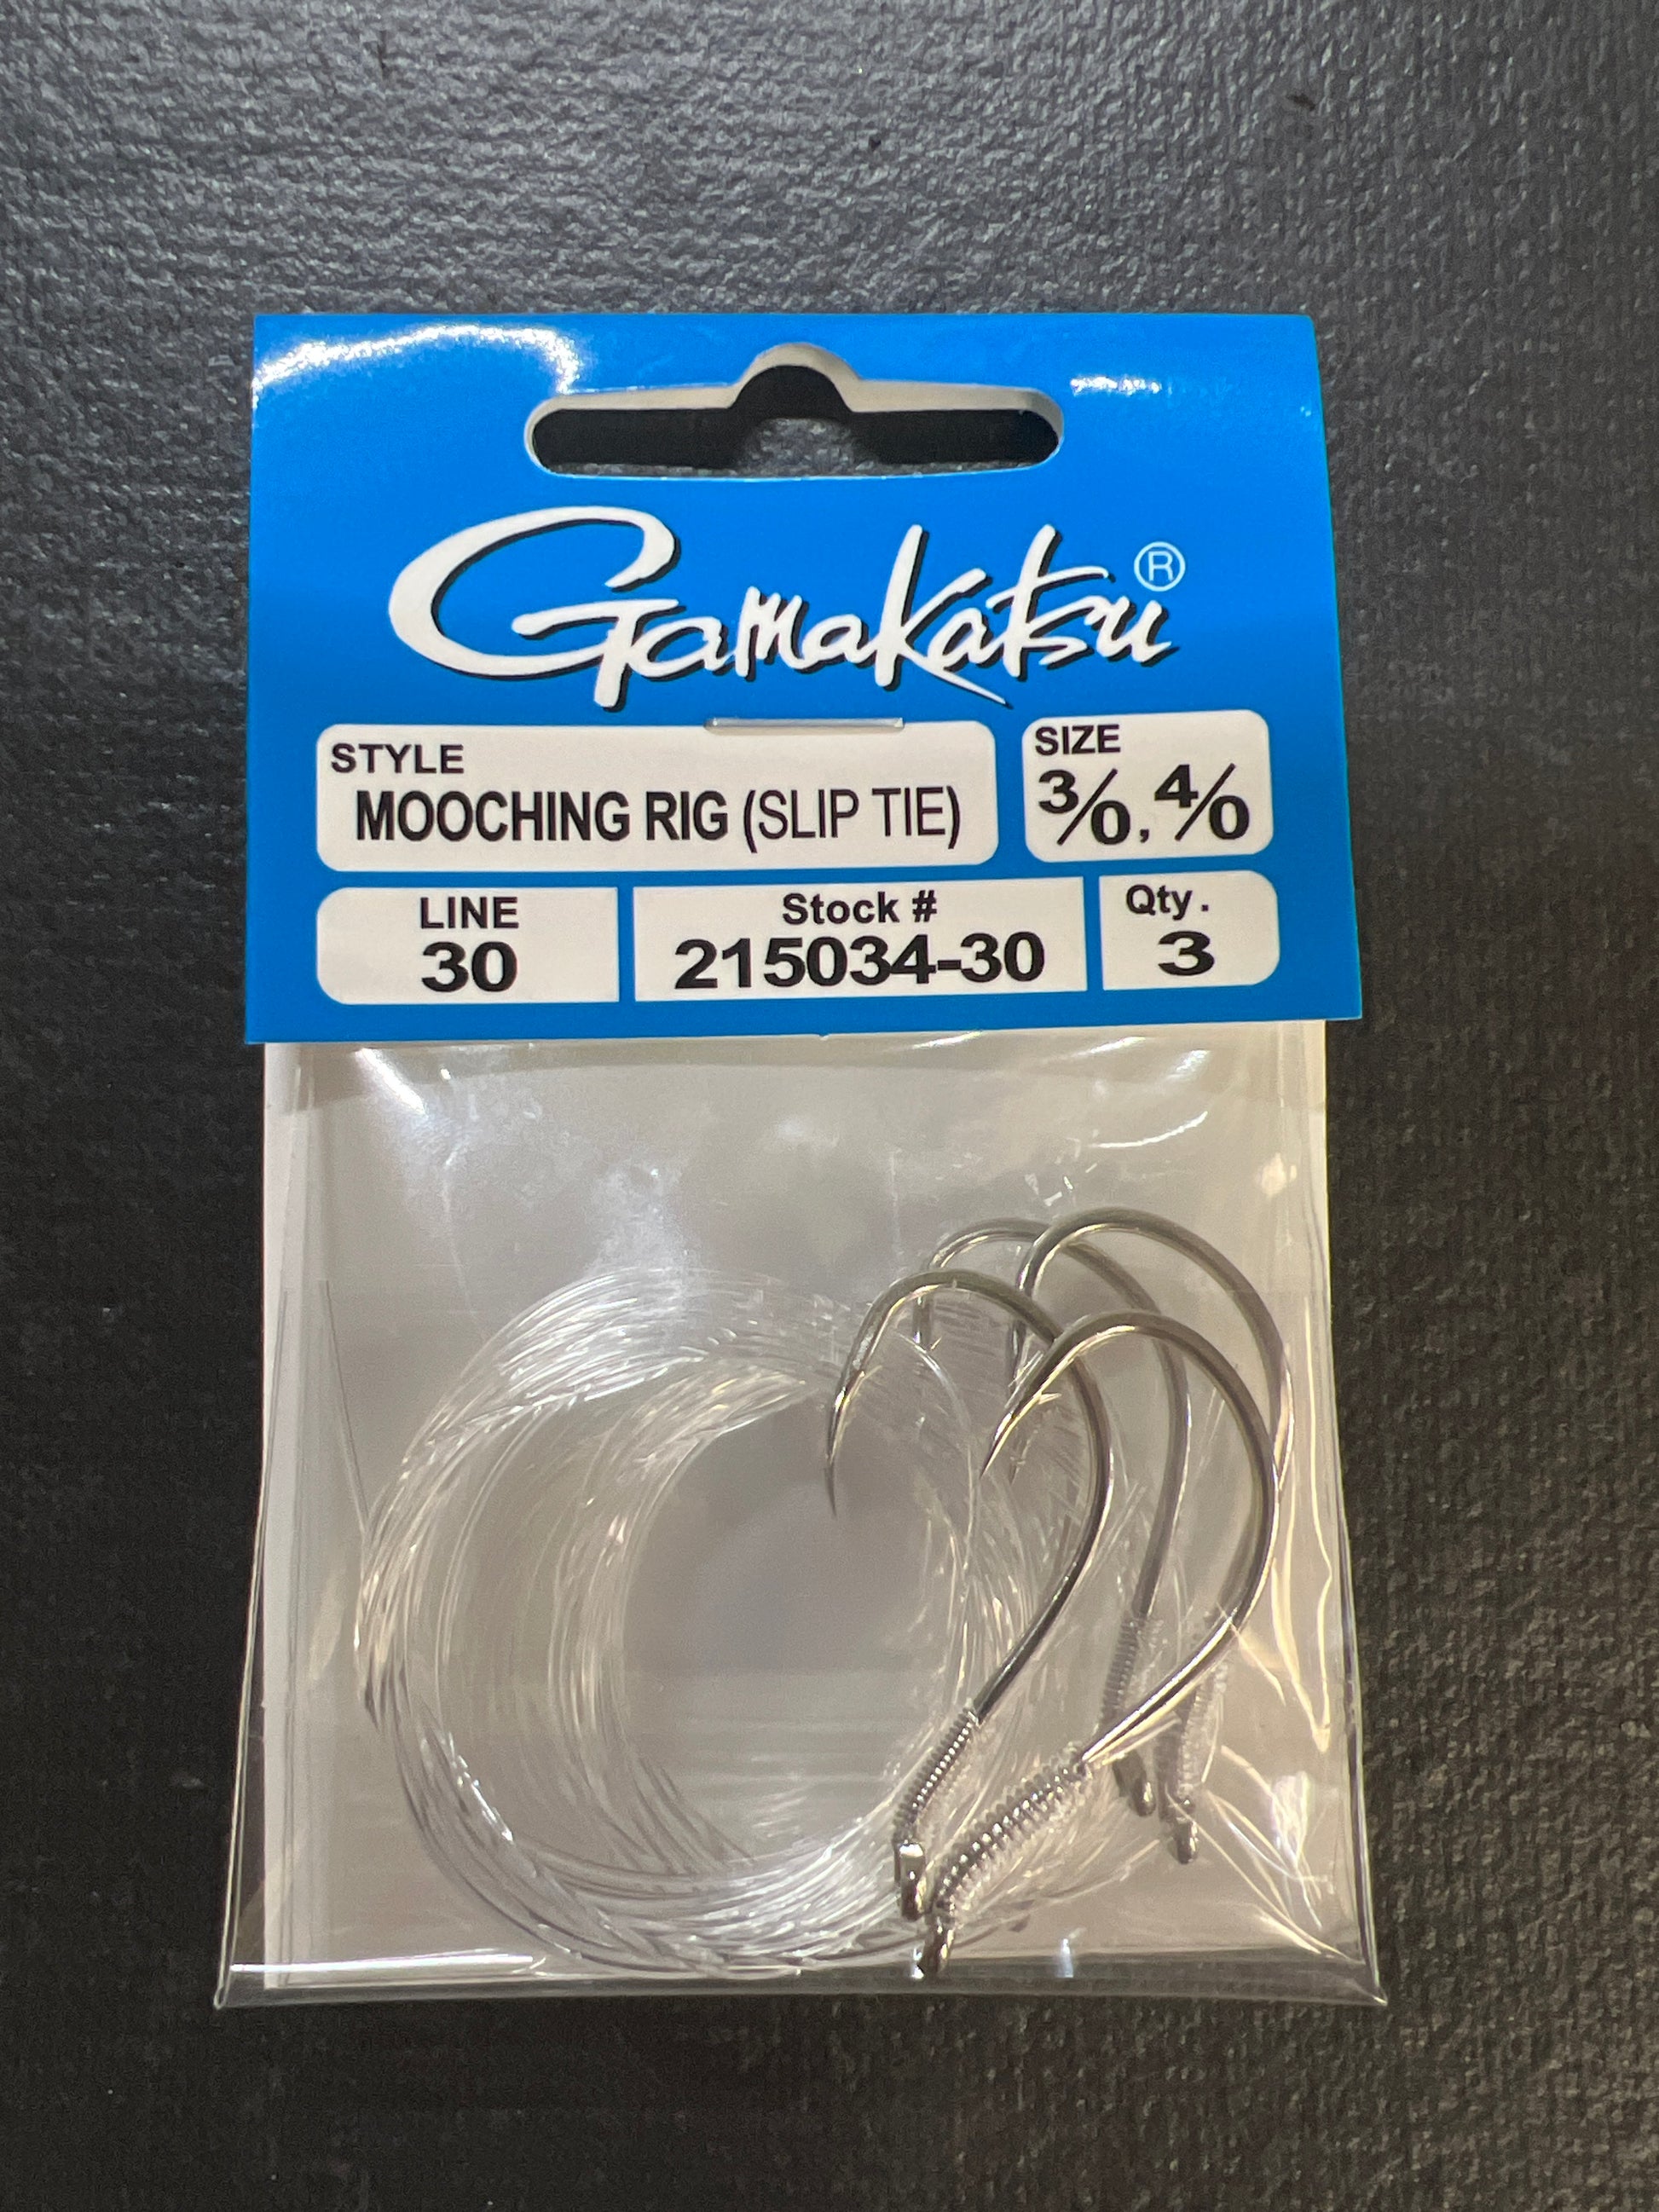 Gamakatsu®
STYLE
MOOCHING RIG (SLIP TIE)
SIZE
3/0, 4/0
LINE
30
Stock #
215034-30
Qty.
3